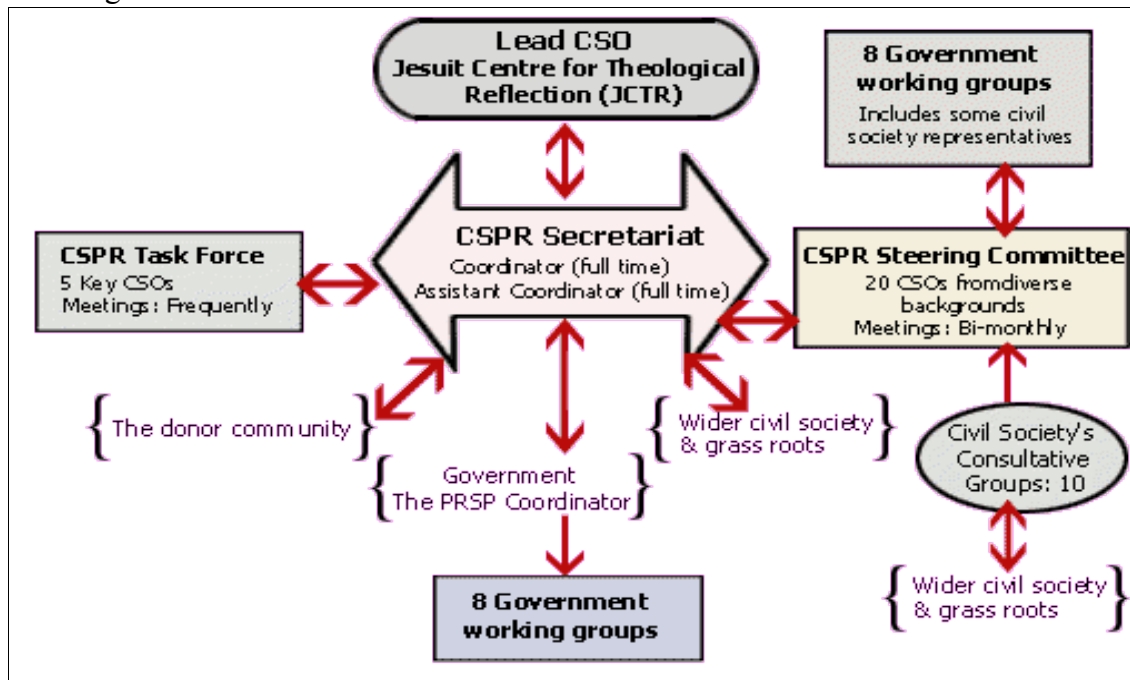 Lead CSO
Jesuit Centre for Theological
Reflection (JCTR)
8 Government
working groups
Includes some civil
society representatives
CSPR Task Force
5 Key CSOs
Meetings: Frequently
CSPR Secretariat
Coordinator (full time)
Assistant Coordinator (full time)
CSPR Steering Committee
20 CSOs fromdiverse
backgrounds
Meetings: Bi-monthly
{The donor community}
{Government
The PRSP Coordinator}
{Wider civil society
& grass roots}
Civil Society's
Consultative
Groups: 10
8 Government
working groups
{Wider civil society
& grass roots}